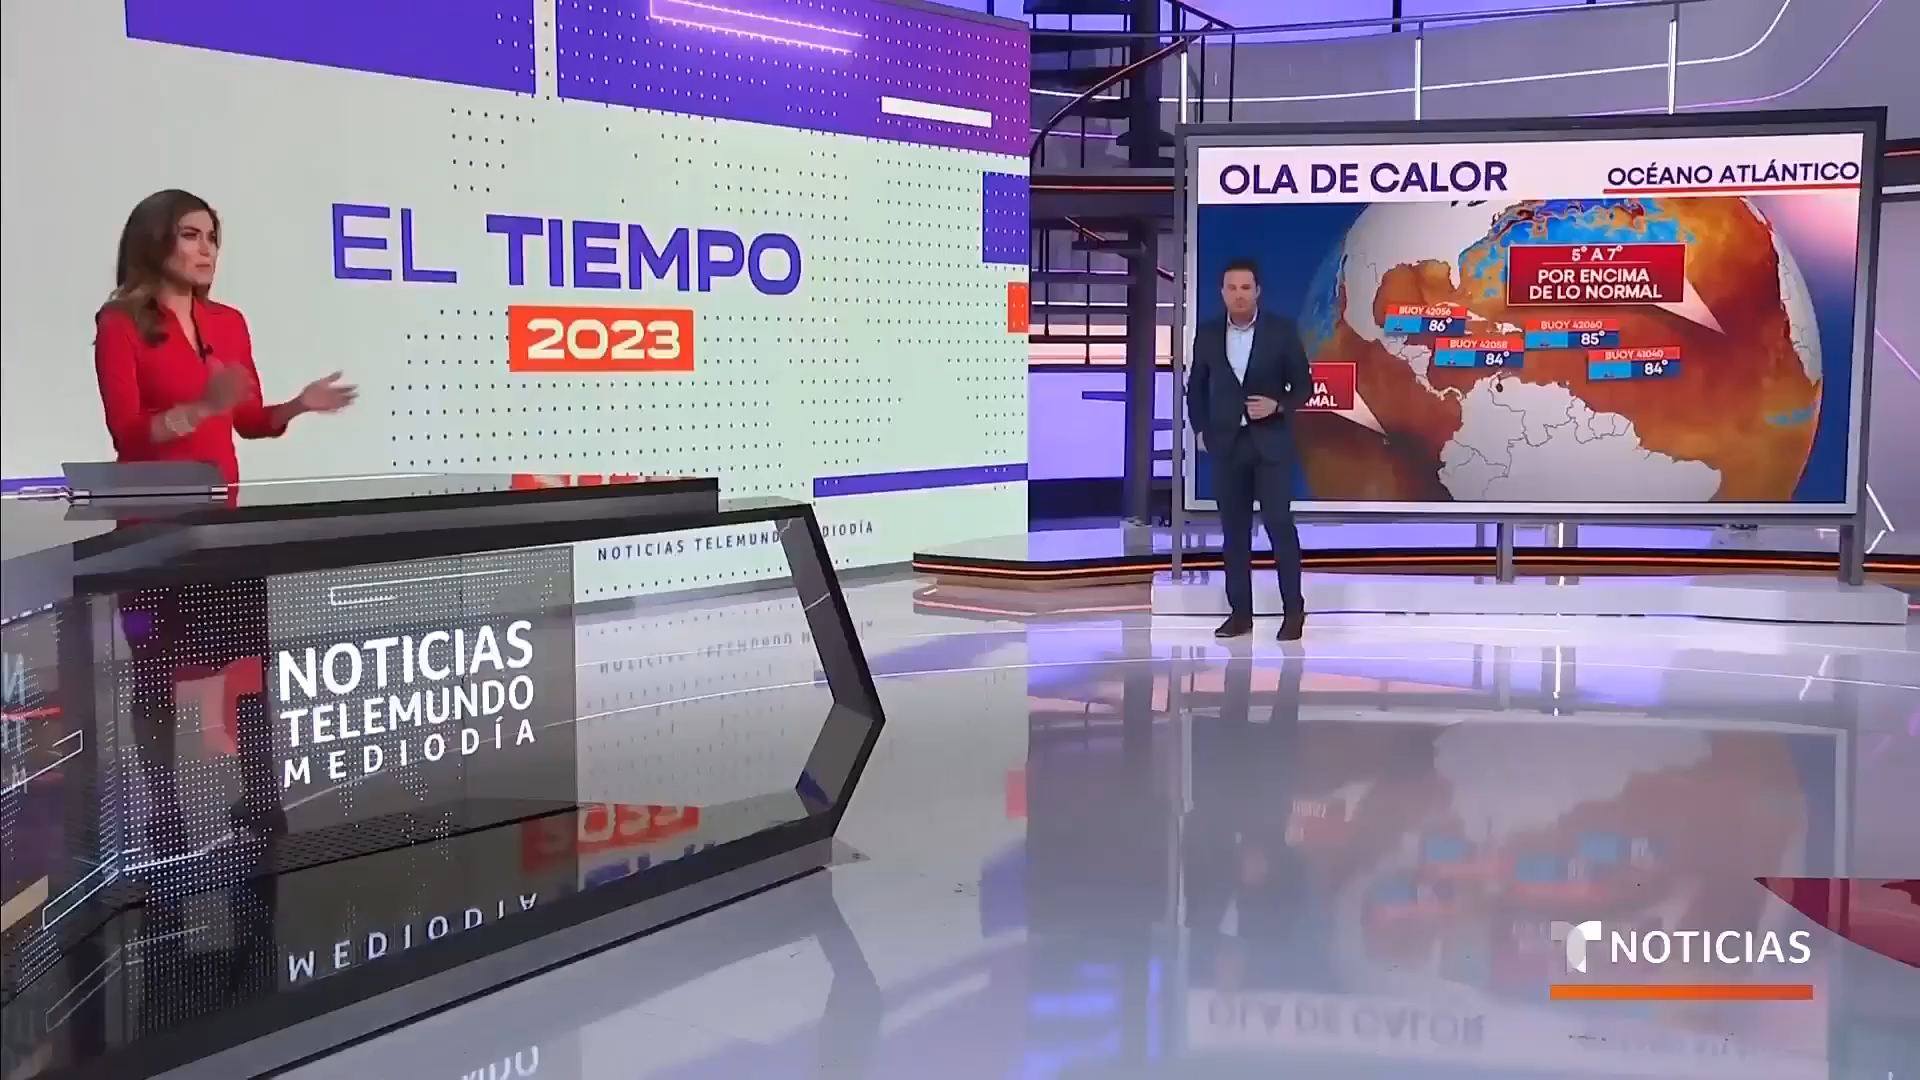 EL TIEMPO
2023
NOTICIAS TELEMUNDO
NOTICIAS
TELEMUNDO
MEDIODÍA
OLA DE CALOR
OCÉANO ATLÁNTICO
5° A 7°
POR ENCIMA
DE LO NORMAL
BUOY 42056
86°
BUOY 42058
84°
BUOY 42060
85°
BUOY 41040
84°
NOTICIAS